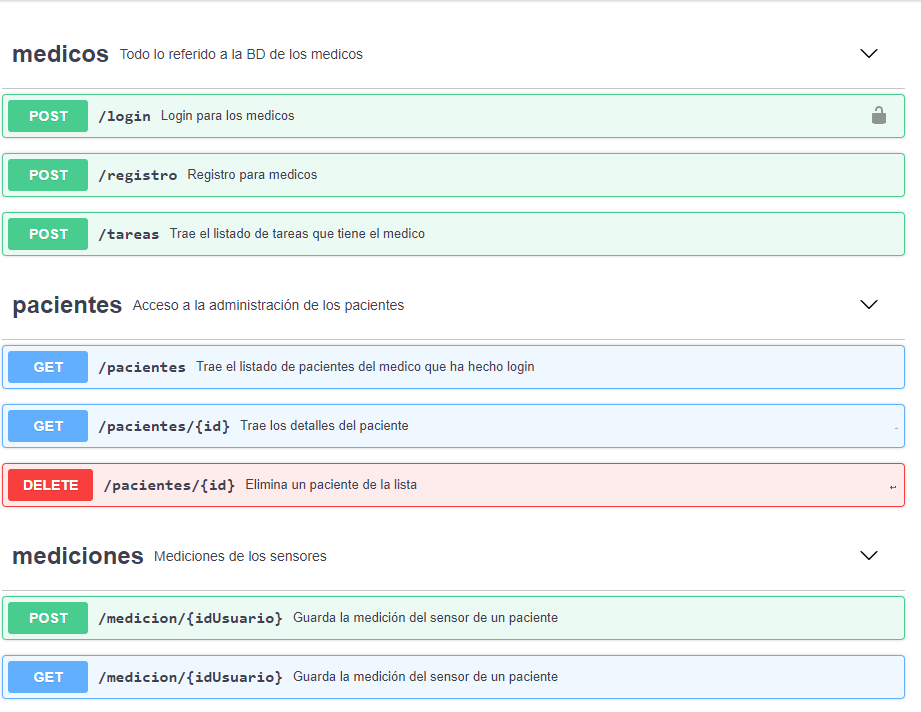 medicos Todo lo referido a la BD de los medicos
POST /login Login para los medicos
POST /registro Registro para medicos
POST /tareas Trae el listado de tareas que tiene el medico
pacientes Acceso a la administración de los pacientes
GET /pacientes Trae el listado de pacientes del medico que ha hecho login
GET /pacientes/{id} Trae los detalles del paciente
DELETE /pacientes/{id} Elimina un paciente de la lista
mediciones Mediciones de los sensores
POST /medicion/{idUsuario} Guarda la medición del sensor de un paciente
GET /medicion/{idUsuario} Guarda la medición del sensor de un paciente